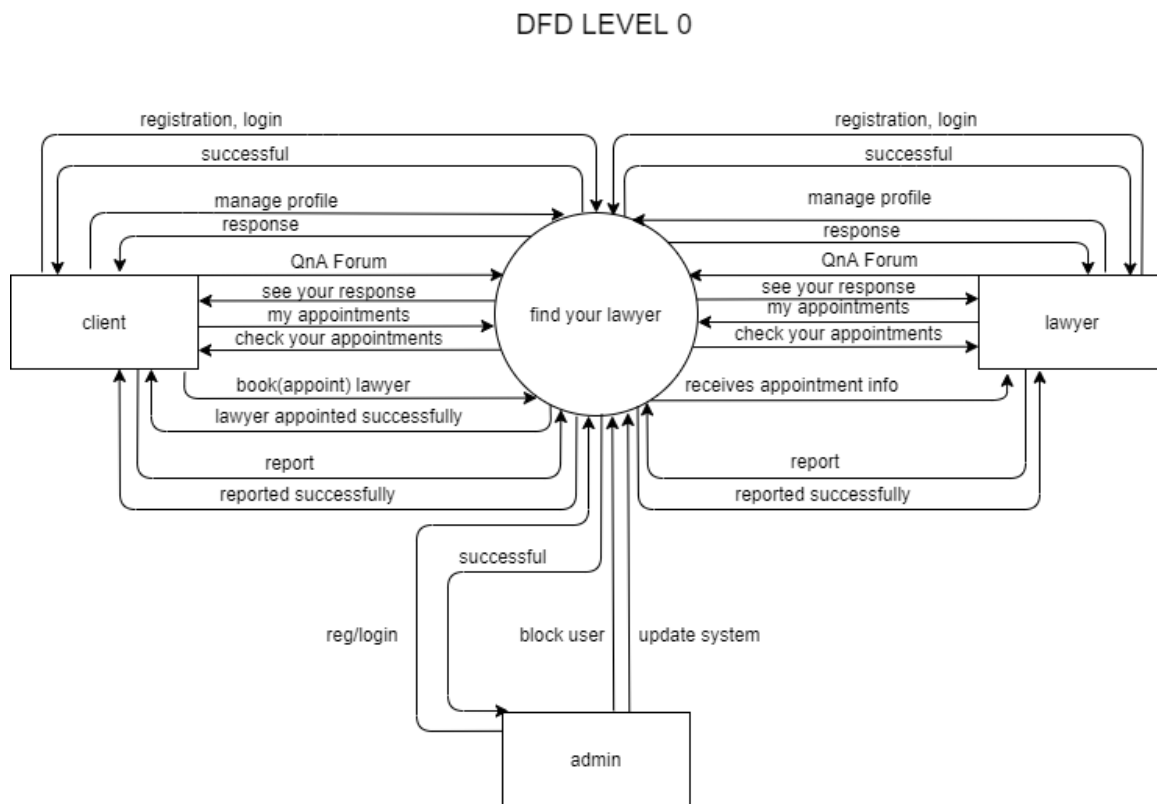 DFD LEVEL 0
registration, login
registration, login
successful
successful
manage profile
manage profile
response
response
QnA Forum
QnA Forum
see your response
see your response
client
my appointments
find your lawyer
my appointments
lawyer
check your appointments
check your appointments
book(appoint) lawyer
receives appointment info
lawyer appointed successfully
report
report
reported successfully
reported successfully
successful
reg/login
block user
update system
admin